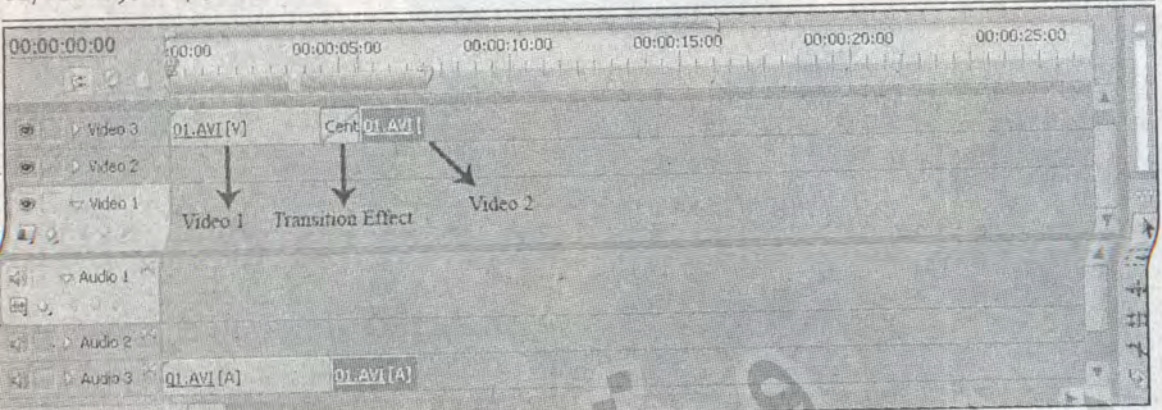 00:00:00:00 :00:00 00:00:05:00 00:00:10:00 00:00:15:00 00:00:20:00 00:00:25:00
Video 3 01.AVI [V] Cent 01.AVI [
Video 2
Video 1 Video 1 Transition Effect Video 2
Audio 1
Audio 2
Audio 3 01.AVI [A] 01.AVI [A]